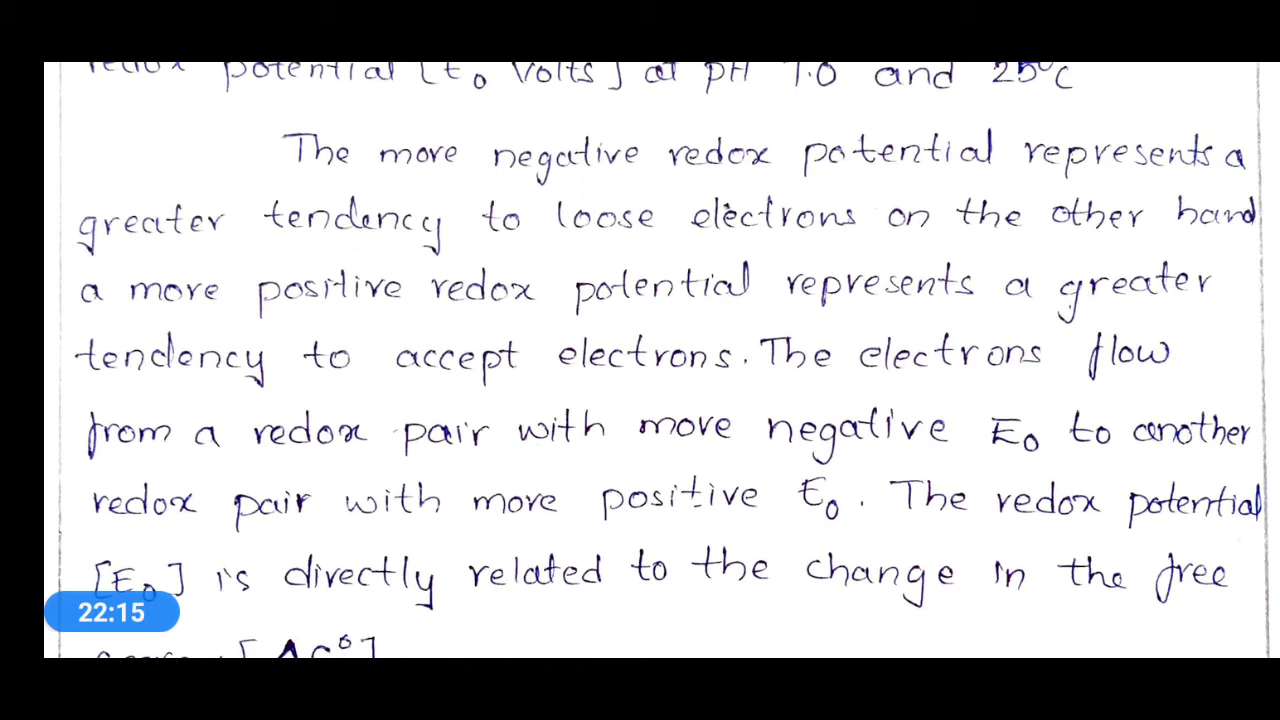 redox potential [E₀ volts] at pH 7.0 and 25⁰C
The more negative redox potential represents a
greater tendency to loose electrons on the other hand
a more positive redox potential represents a greater
tendency to accept electrons. The electrons flow
from a redox pair with more negative E₀ to another
redox pair with more positive E₀. The redox potential
[E₀] is directly related to the change in the free
22:15
[ΔG⁰]